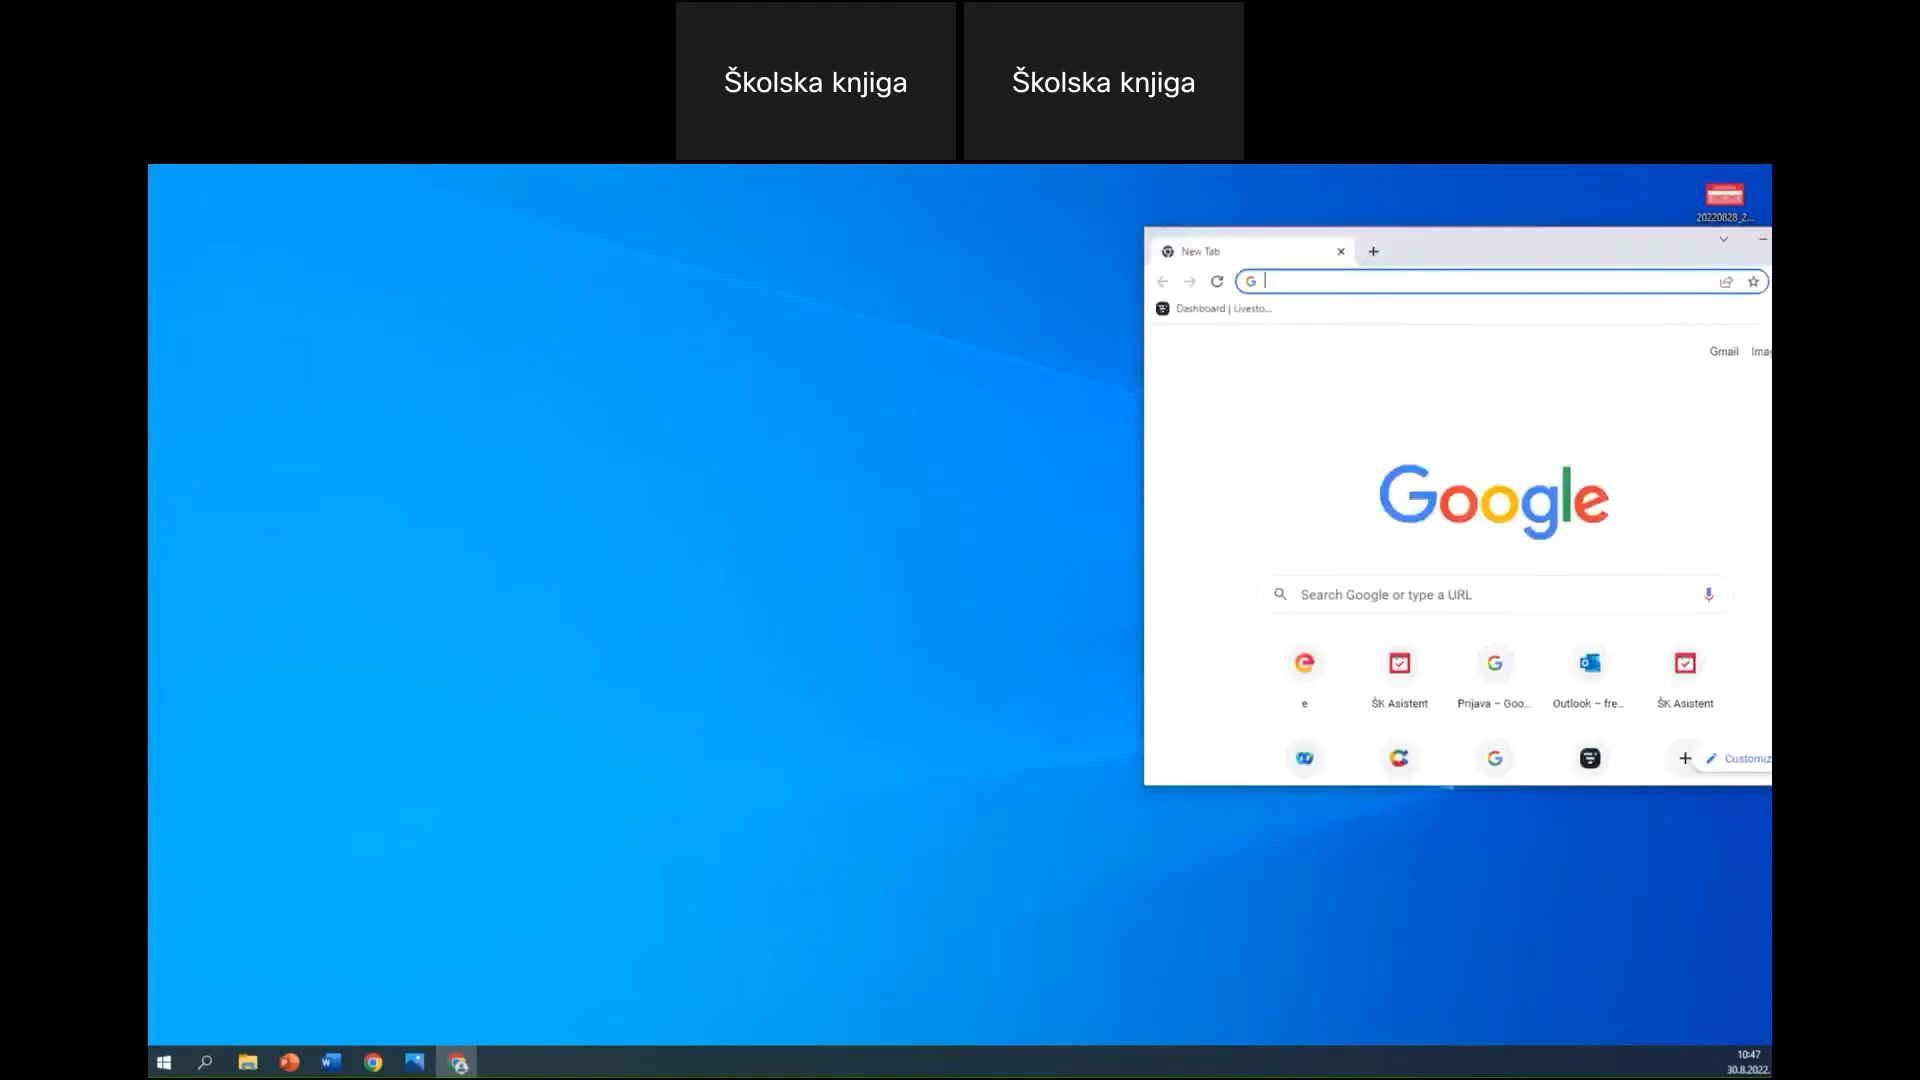 Školska knjiga
Školska knjiga
20220828_2...
New Tab
Dashboard | Livesto...
Gmail Imag
Google
Search Google or type a URL
e
ŠK Asistent
Prijava – Goo...
Outlook – fre...
ŠK Asistent
Customiz
10:47
30.8.2022.